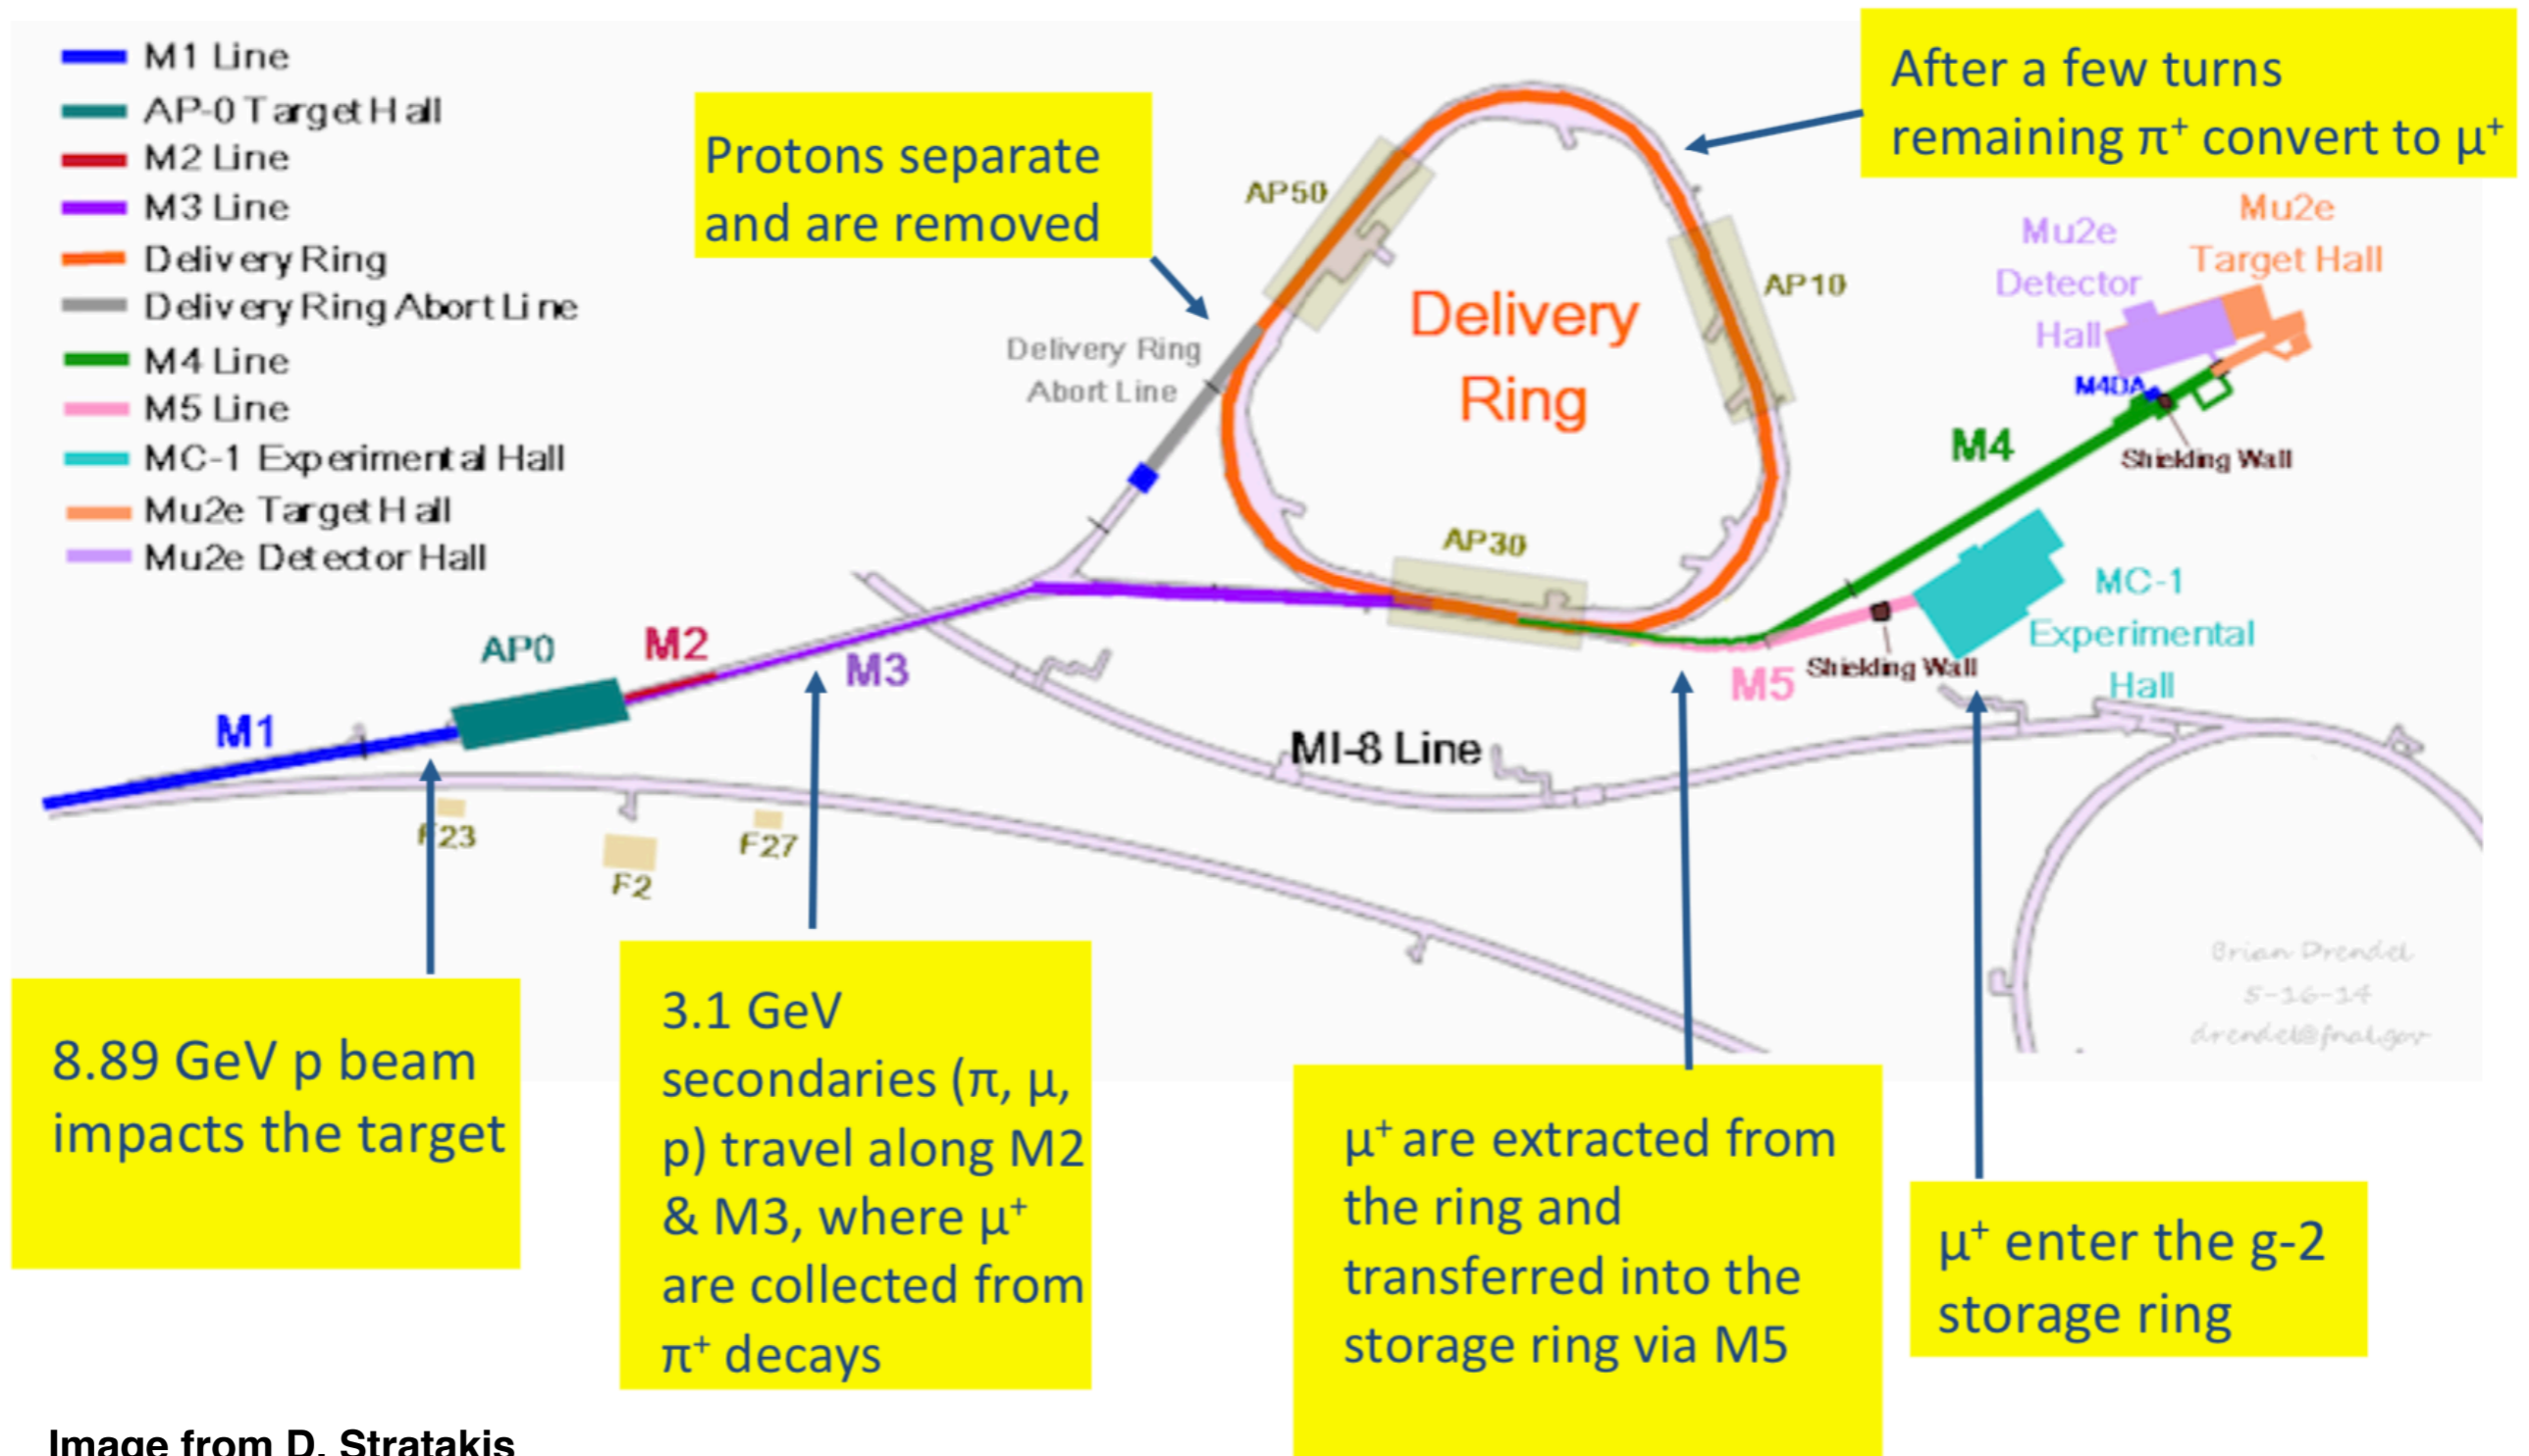 M1 Line
AP-0 Target Hall
M2 Line
M3 Line
Delivery Ring
Delivery Ring Abort Line
M4 Line
M5 Line
MC-1 Experimental Hall
Mu2e Target Hall
Mu2e Detector Hall
Protons separate
and are removed
After a few turns
remaining π⁺ convert to μ⁺
AP50
AP10
Delivery
Ring
Mu2e
Detector
Hall
Mu2e
Target Hall
Delivery Ring
Abort Line
M4DA
M4
Shielding Wall
AP30
MC-1
Experimental
Hall
AP0
M2
M3
M5
Shielding Wall
M1
MI-8 Line
F23
F27
F2
Brian Drendel
5-16-14
drendel@fnal.gov
8.89 GeV p beam
impacts the target
3.1 GeV
secondaries (π, μ,
p) travel along M2
& M3, where μ⁺
are collected from
π⁺ decays
μ⁺ are extracted from
the ring and
transferred into the
storage ring via M5
μ⁺ enter the g-2
storage ring
Image from D. Stratakis